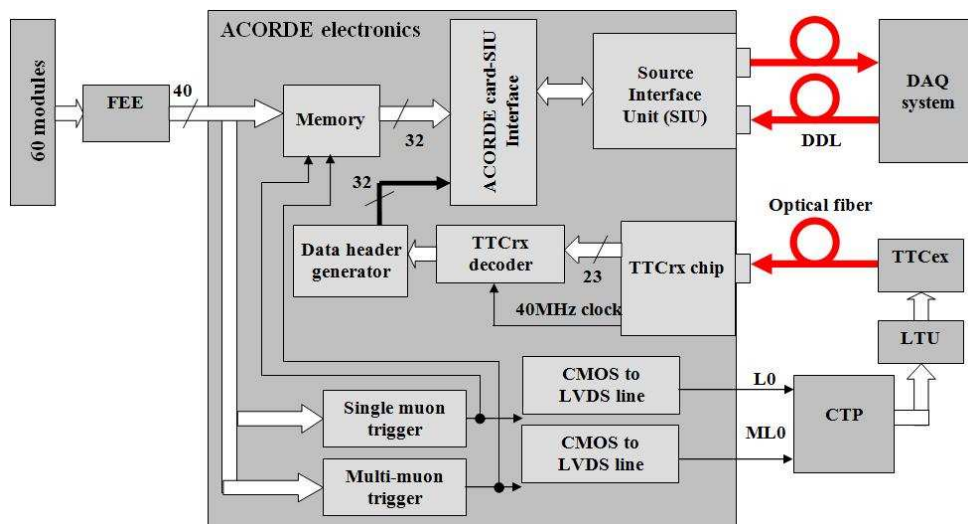 ACORDE electronics
60 modules
FEE
40
Memory
32
ACORDE card-SIU
Interface
Source
Interface
Unit (SIU)
DAQ
system
DDL
32
Data header
generator
TTCrx
decoder
23
TTCrx chip
40MHz clock
Optical fiber
TTCex
LTU
CMOS to
LVDS line
L0
CTP
Single muon
trigger
CMOS to
LVDS line
ML0
Multi-muon
trigger